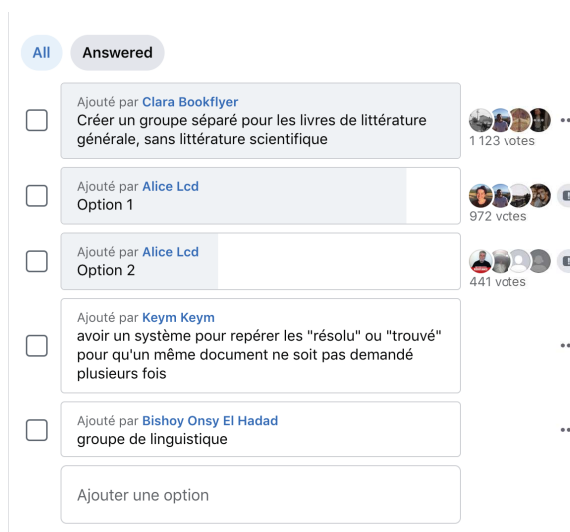 All
Answered
Ajouté par Clara Bookflyer
Créer un groupe séparé pour les livres de littérature
générale, sans littérature scientifique
1 123 votes
Ajouté par Alice Lcd
Option 1
972 votes
Ajouté par Alice Lcd
Option 2
441 votes
Ajouté par Keym Keym
avoir un système pour repérer les "résolu" ou "trouvé"
pour qu'un même document ne soit pas demandé
plusieurs fois
Ajouté par Bishoy Onsy El Hadad
groupe de linguistique
Ajouter une option